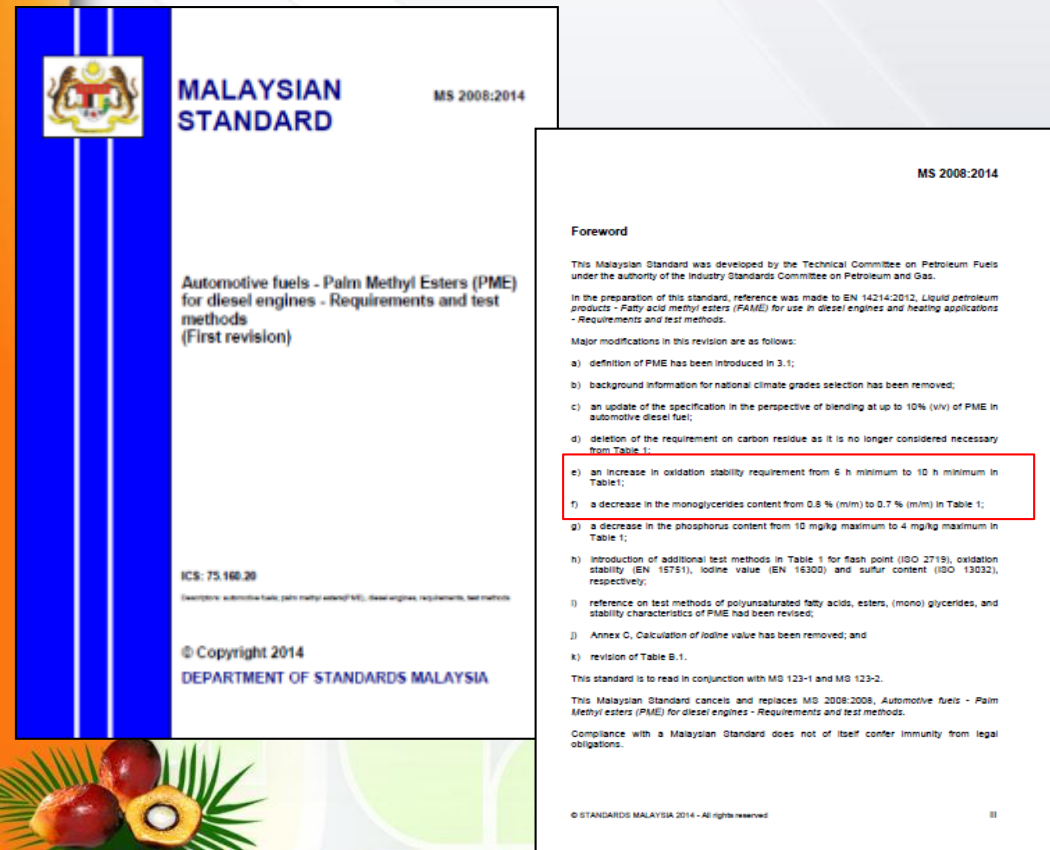 MALAYSIAN
STANDARD
MS 2008:2014
Automotive fuels - Palm Methyl Esters (PME)
for diesel engines - Requirements and test
methods
(First revision)
ICS: 75.160.20
Descriptors: automotive fuels, palm methyl esters(PME), diesel engines, requirements, test methods
© Copyright 2014
DEPARTMENT OF STANDARDS MALAYSIA
MS 2008:2014
Foreword
This Malaysian Standard was developed by the Technical Committee on Petroleum Fuels
under the authority of the Industry Standards Committee on Petroleum and Gas.
In the preparation of this standard, reference was made to EN 14214:2012, Liquid petroleum
products - Fatty acid methyl esters (FAME) for use in diesel engines and heating applications
- Requirements and test methods.
Major modifications in this revision are as follows:
a) definition of PME has been introduced in 3.1;
b) background information for national climate grades selection has been removed;
c) an update of the specification in the perspective of blending at up to 10% (v/v) of PME in
automotive diesel fuel;
d) deletion of the requirement on carbon residue as it is no longer considered necessary
from Table 1;
e) an increase in oxidation stability requirement from 6 h minimum to 10 h minimum in
Table1;
f) a decrease in the monoglycerides content from 0.8 % (m/m) to 0.7 % (m/m) in Table 1;
g) a decrease in the phosphorus content from 10 mg/kg maximum to 4 mg/kg maximum in
Table 1;
h) introduction of additional test methods in Table 1 for flash point (ISO 2719), oxidation
stability (EN 15751), iodine value (EN 16300) and sulfur content (ISO 13032),
respectively;
i) reference on test methods of polyunsaturated fatty acids, esters, (mono) glycerides, and
stability characteristics of PME had been revised;
j) Annex C, Calculation of iodine value has been removed; and
k) revision of Table B.1.
This standard is to read in conjunction with MS 123-1 and MS 123-2.
This Malaysian Standard cancels and replaces MS 2008:2008, Automotive fuels - Palm
Methyl esters (PME) for diesel engines - Requirements and test methods.
Compliance with a Malaysian Standard does not of itself confer immunity from legal
obligations.
© STANDARDS MALAYSIA 2014 - All rights reserved
iii